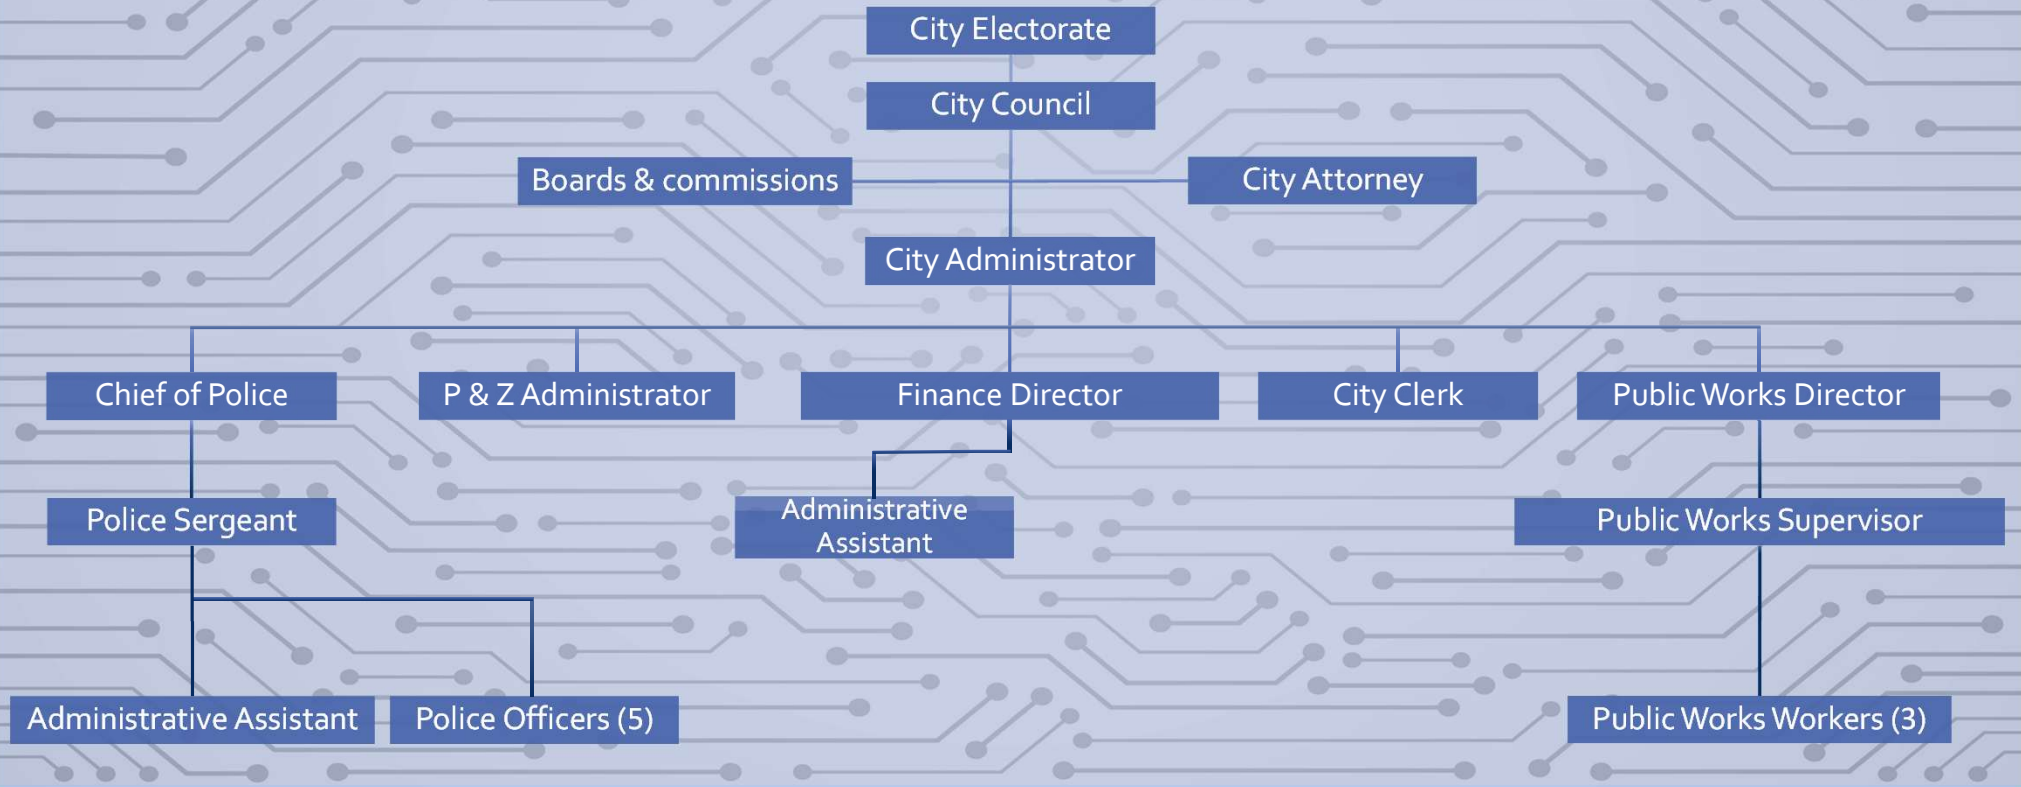 City Electorate
City Council
Boards & commissions
City Attorney
City Administrator
Chief of Police
P & Z Administrator
Finance Director
City Clerk
Public Works Director
Police Sergeant
Administrative
Assistant
Public Works Supervisor
Administrative Assistant
Police Officers (5)
Public Works Workers (3)